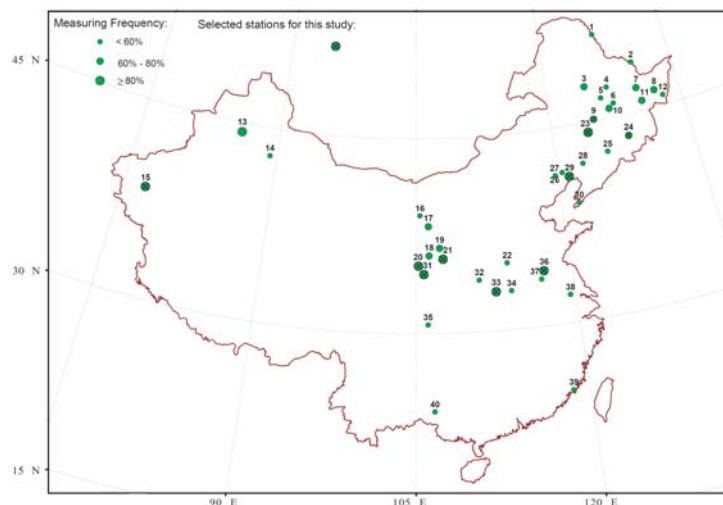 Measuring Frequency: Selected stations for this study:
< 60%
60% - 80%
≥ 80%
1
2
3 4 7 8
5 6 11 12
9 10
23 24
13
14
25
28
27 29
26
15
30
16
17
19
18 21
20
31
22 36
32 37
33 34 38
35
39
40
45 N
30 N
15 N
90 E 105 E 120 E